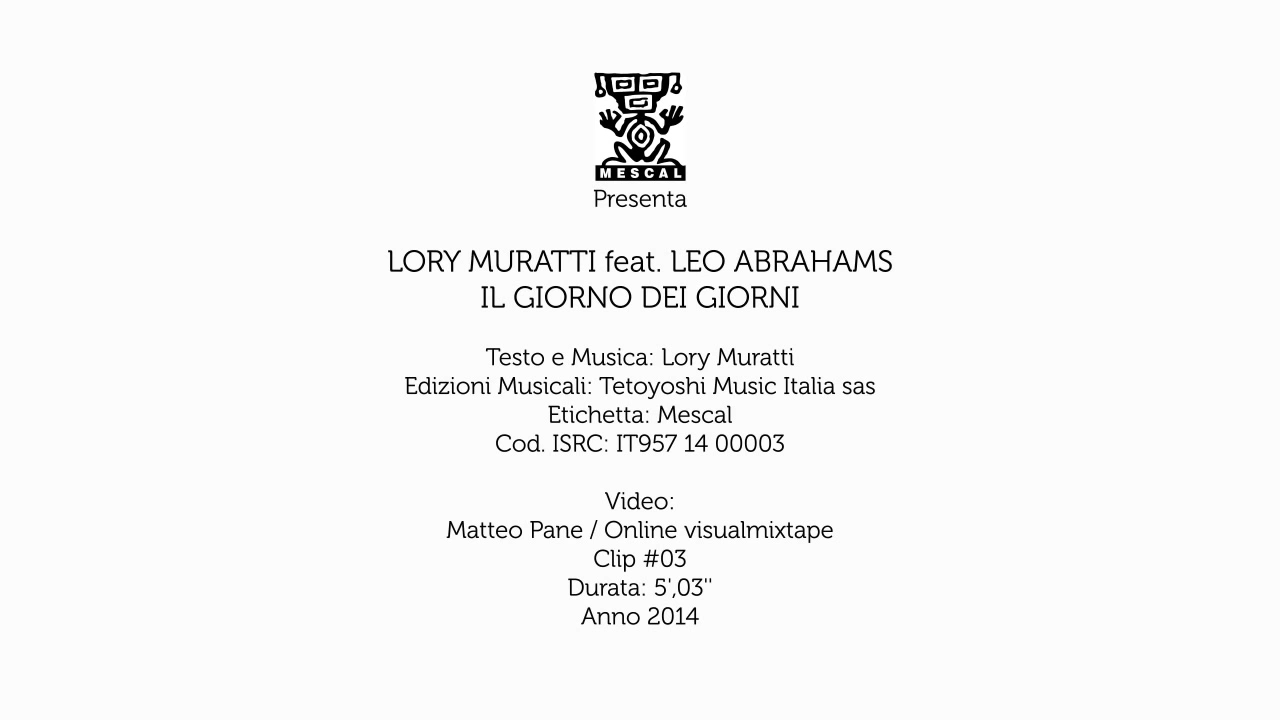 MESCAL
Presenta
LORY MURATTI feat. LEO ABRAHAMS
IL GIORNO DEI GIORNI
Testo e Musica: Lory Muratti
Edizioni Musicali: Tetoyoshi Music Italia sas
Etichetta: Mescal
Cod. ISRC: IT957 14 00003
Video:
Matteo Pane / Online visualmixtape
Clip #03
Durata: 5',03''
Anno 2014